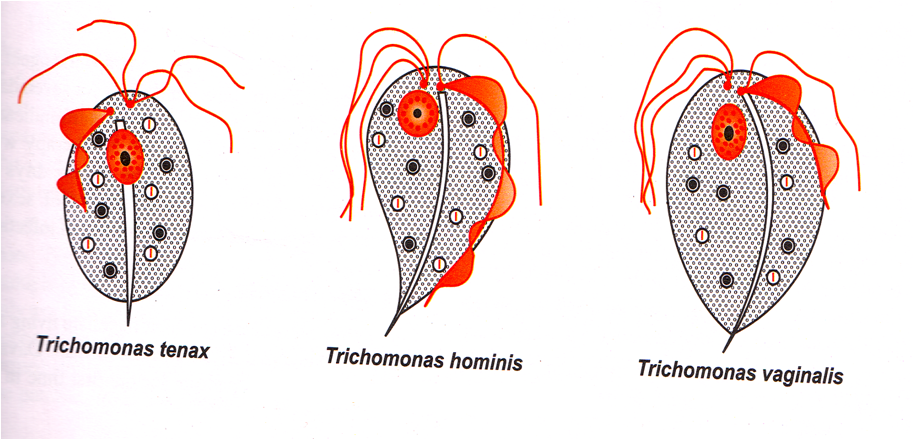 Trichomonas tenax
Trichomonas hominis
Trichomonas vaginalis